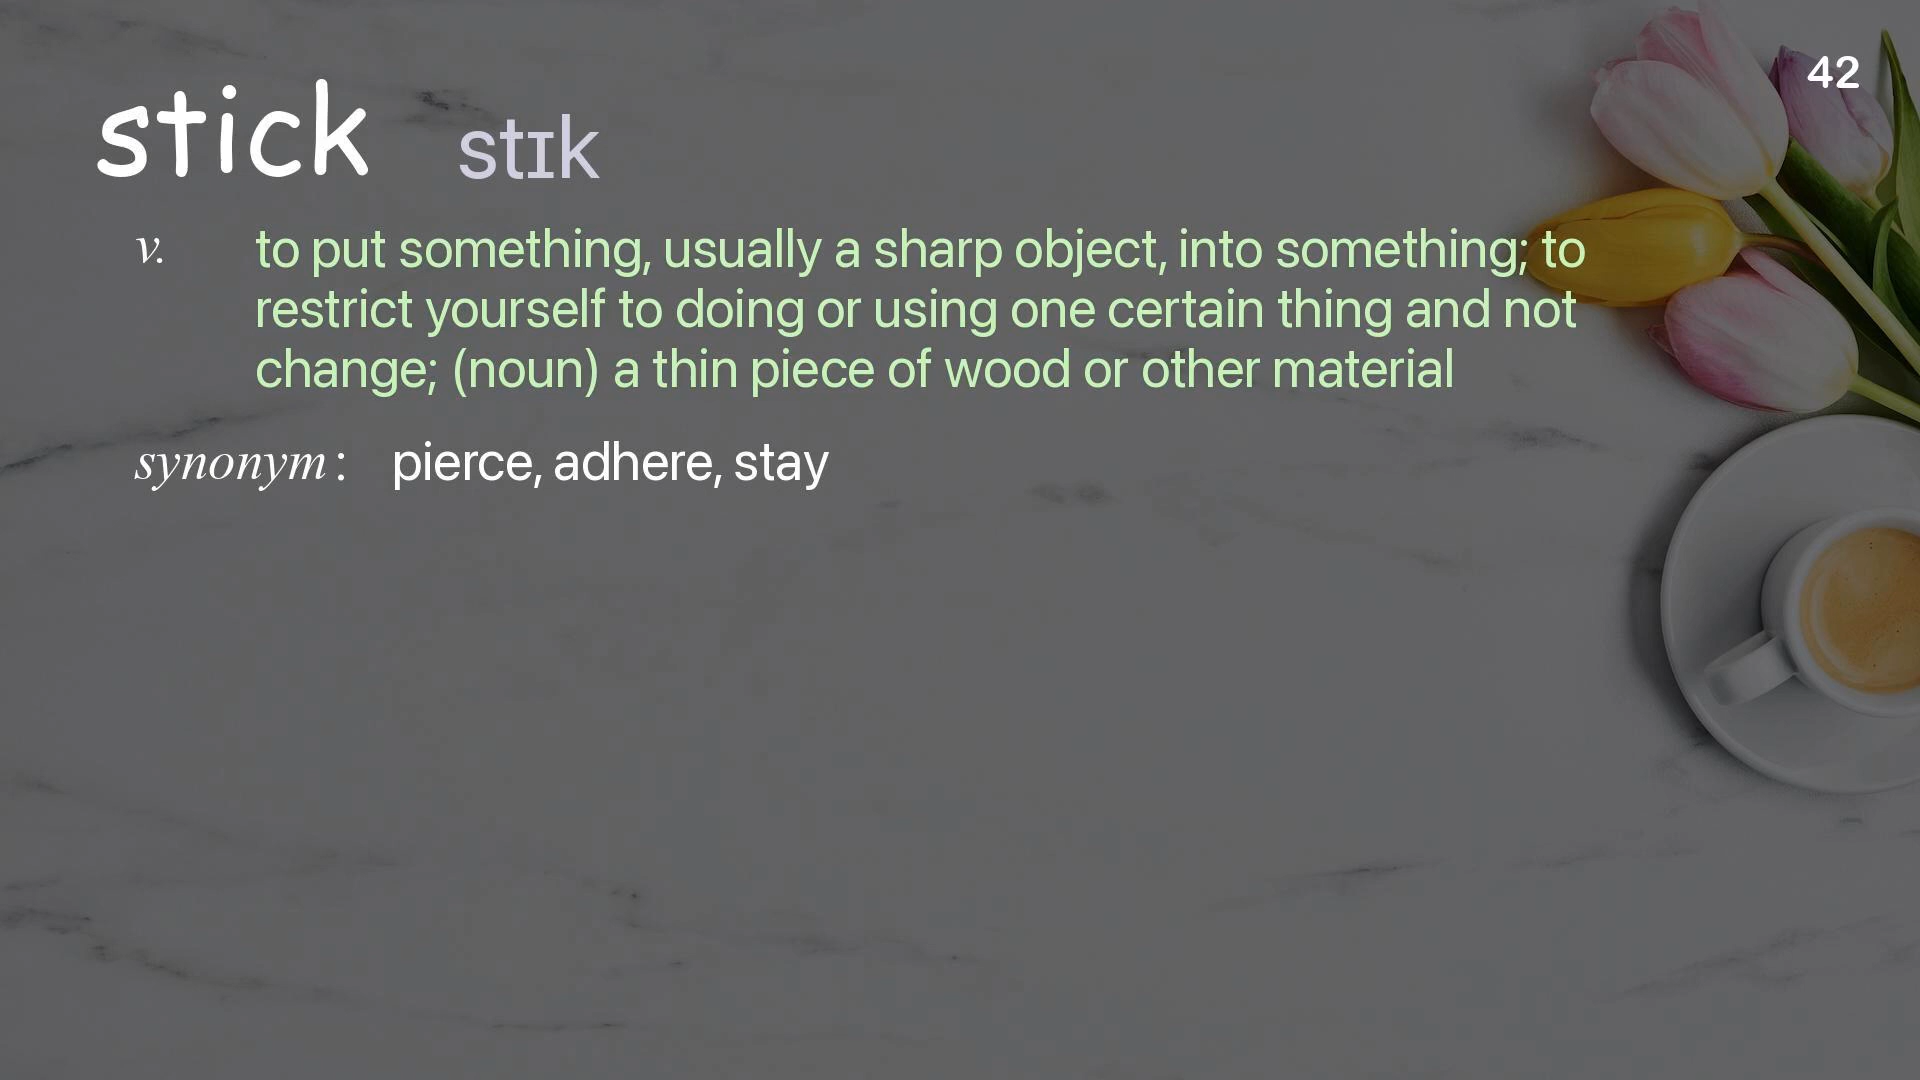 42
stick stɪk
v. to put something, usually a sharp object, into something; to
restrict yourself to doing or using one certain thing and not
change; (noun) a thin piece of wood or other material
synonym : pierce, adhere, stay